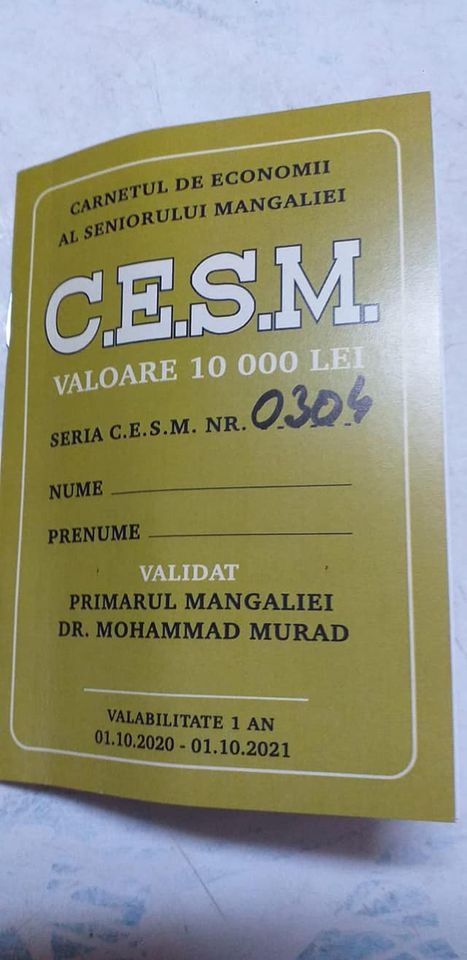 CARNETUL DE ECONOMII
AL SENIORULUI MANGALIEI
C.E.S.M.
VALOARE 10 000 LEI
SERIA C.E.S.M. NR. 0304
NUME
PRENUME
VALIDAT
PRIMARUL MANGALIEI
DR. MOHAMMAD MURAD
VALABILITATE 1 AN
01.10.2020 - 01.10.2021